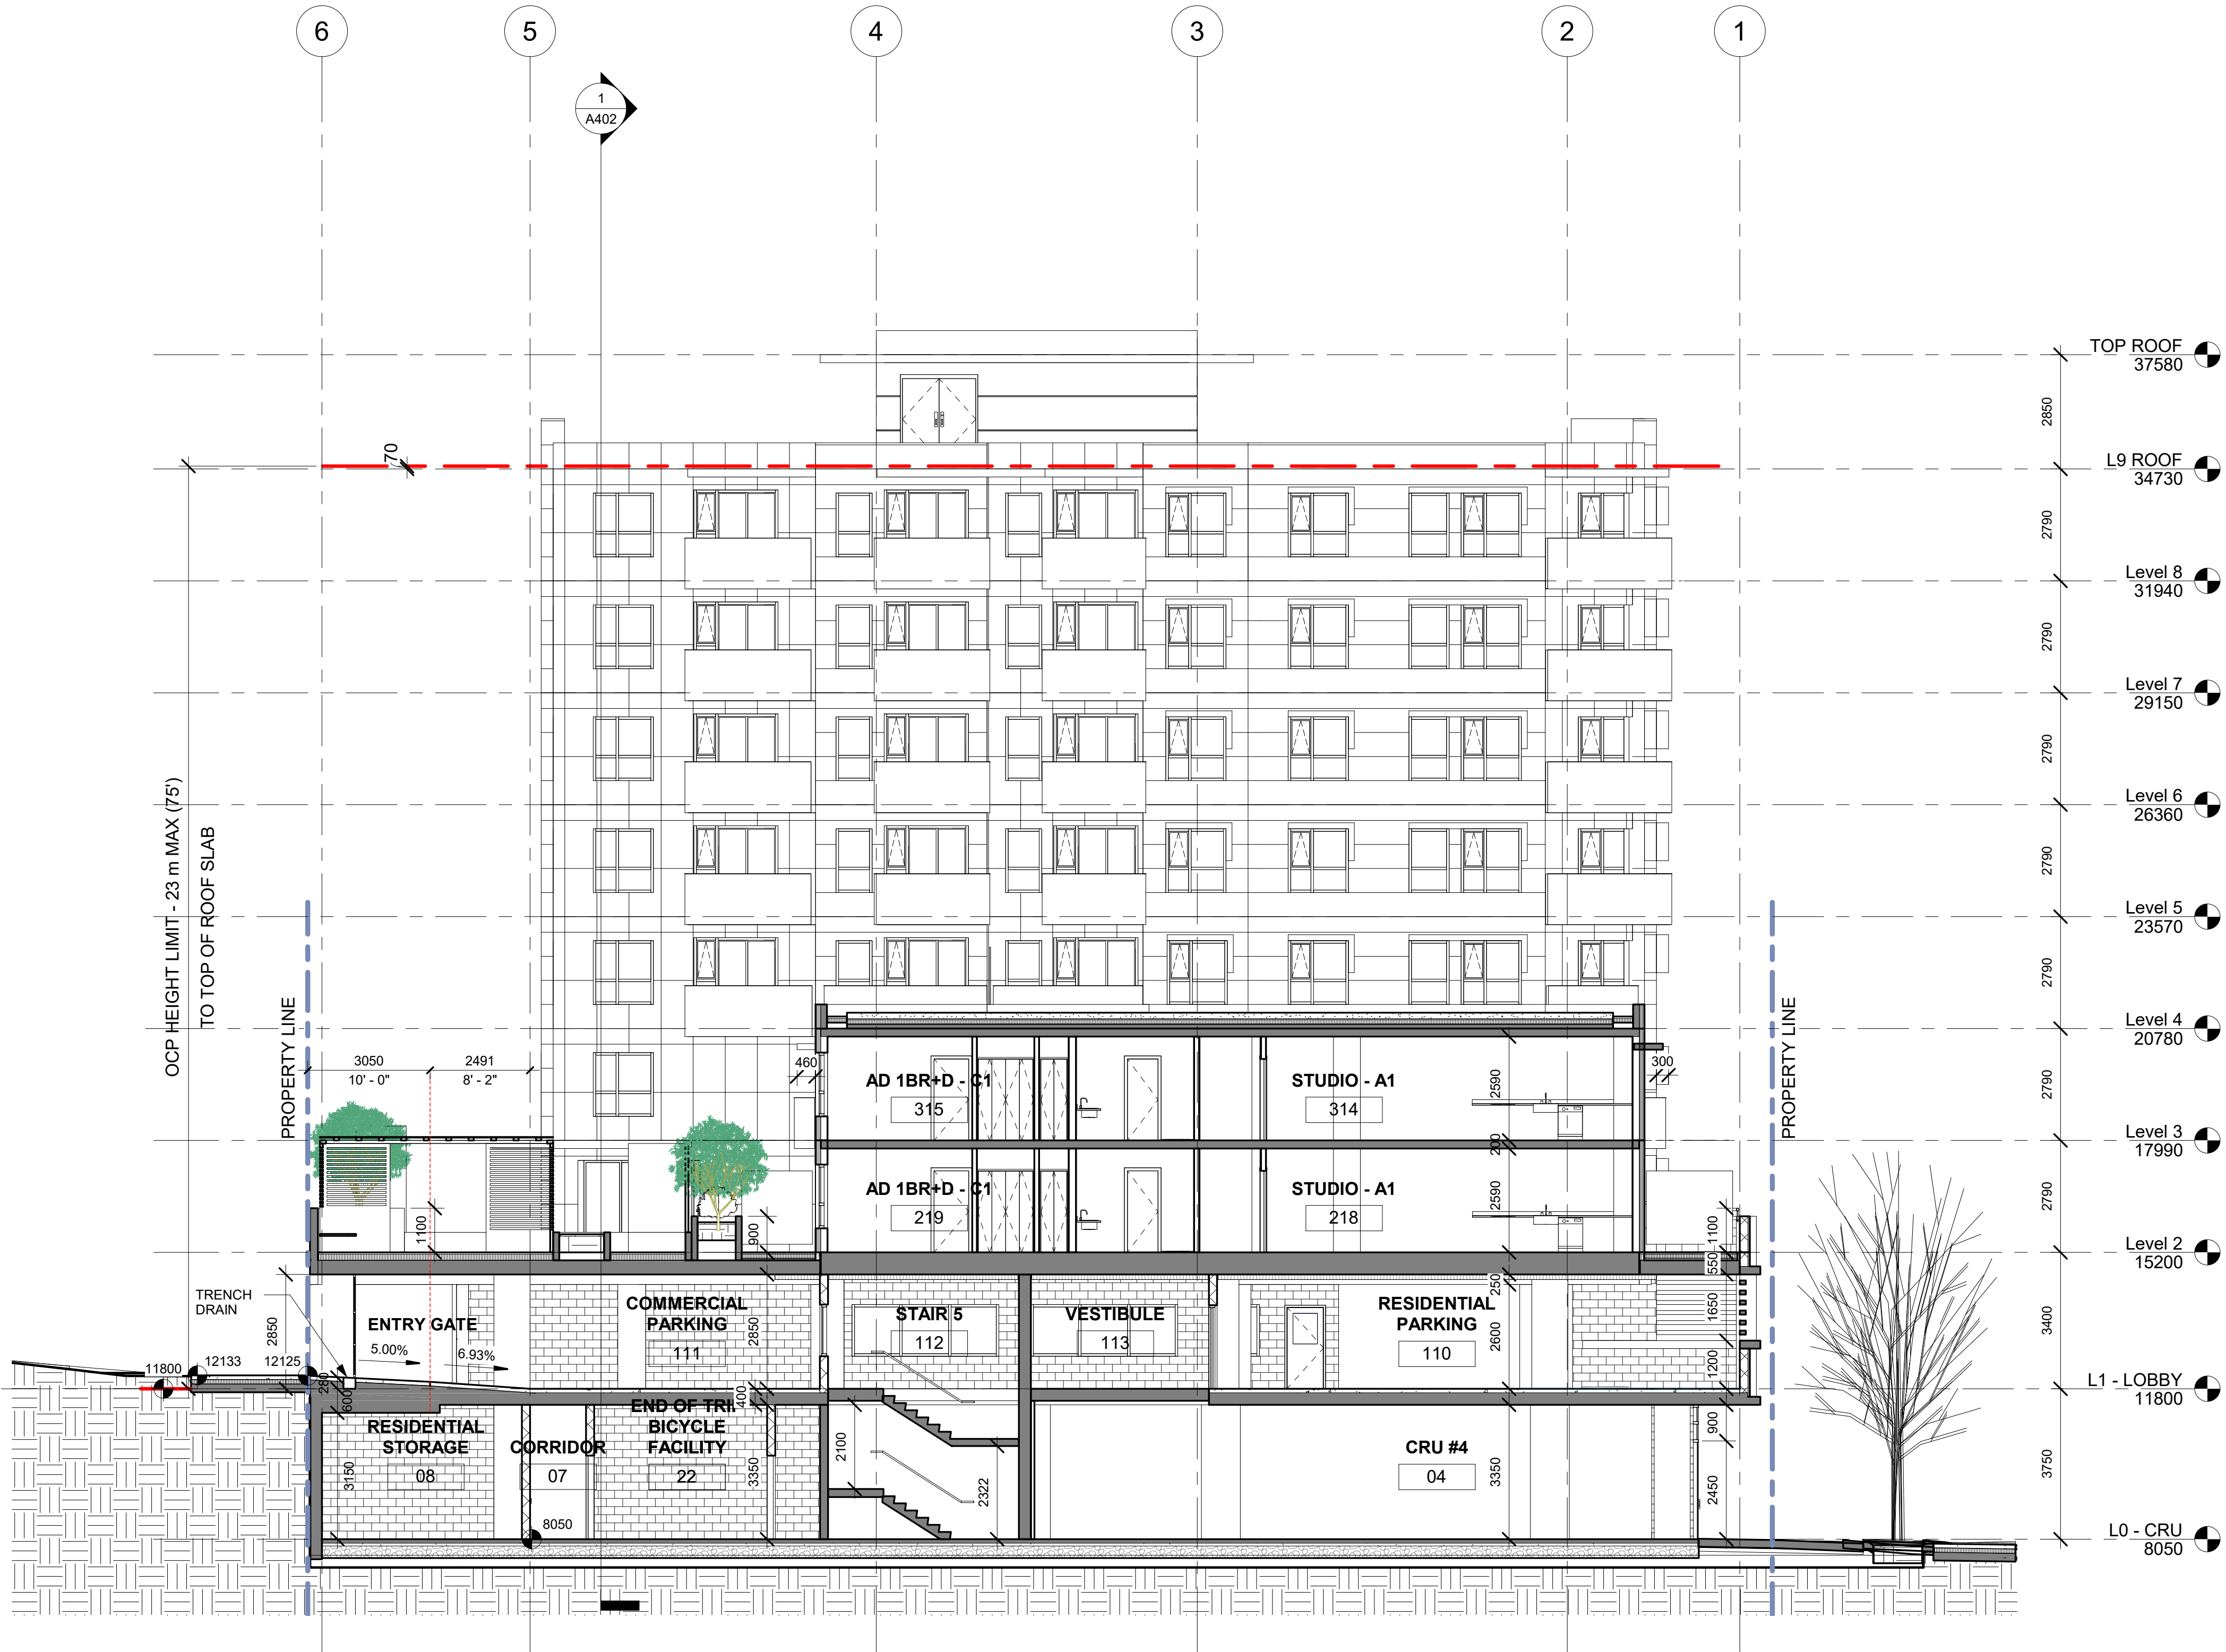 6
5
4
3
2
1
1
A402
TOP ROOF
37580
2850
70
L9 ROOF
34730
2790
Level 8
31940
2790
Level 7
29150
2790
Level 6
26360
2790
Level 5
23570
2790
Level 4
20780
2790
Level 3
17990
2790
Level 2
15200
3400
L1 - LOBBY
11800
3750
L0 - CRU
8050
OCP HEIGHT LIMIT - 23 m MAX (75')
TO TOP OF ROOF SLAB
PROPERTY LINE
PROPERTY LINE
3050
10' - 0"
2491
8' - 2"
460
300
AD 1BR+D - C1
315
STUDIO - A1
314
2590
200
AD 1BR+D - C1
219
STUDIO - A1
218
2590
1100
900
1100
550
TRENCH
DRAIN
2850
ENTRY GATE
5.00%
6.93%
COMMERCIAL
PARKING
111
2850
STAIR 5
112
VESTIBULE
113
250
RESIDENTIAL
PARKING
110
2600
1650
1200
11800
12133
12125
280
600
400
RESIDENTIAL
STORAGE
08
3150
CORRIDOR
07
END OF TRI
BICYCLE
FACILITY
22
3350
2100
2322
CRU #4
04
3350
900
2450
8050